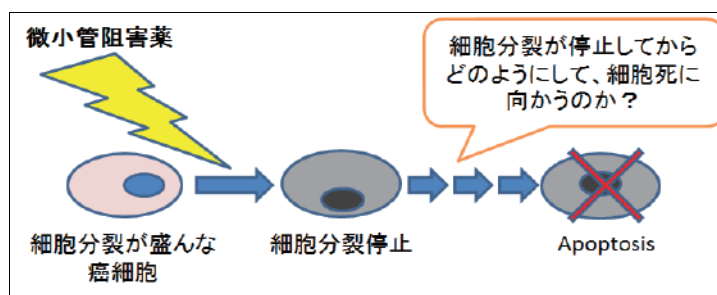 微小管阻害薬
細胞分裂が停止してから
どのようにして、細胞死に
向かうのか？
細胞分裂が盛んな
癌細胞
細胞分裂停止
Apoptosis